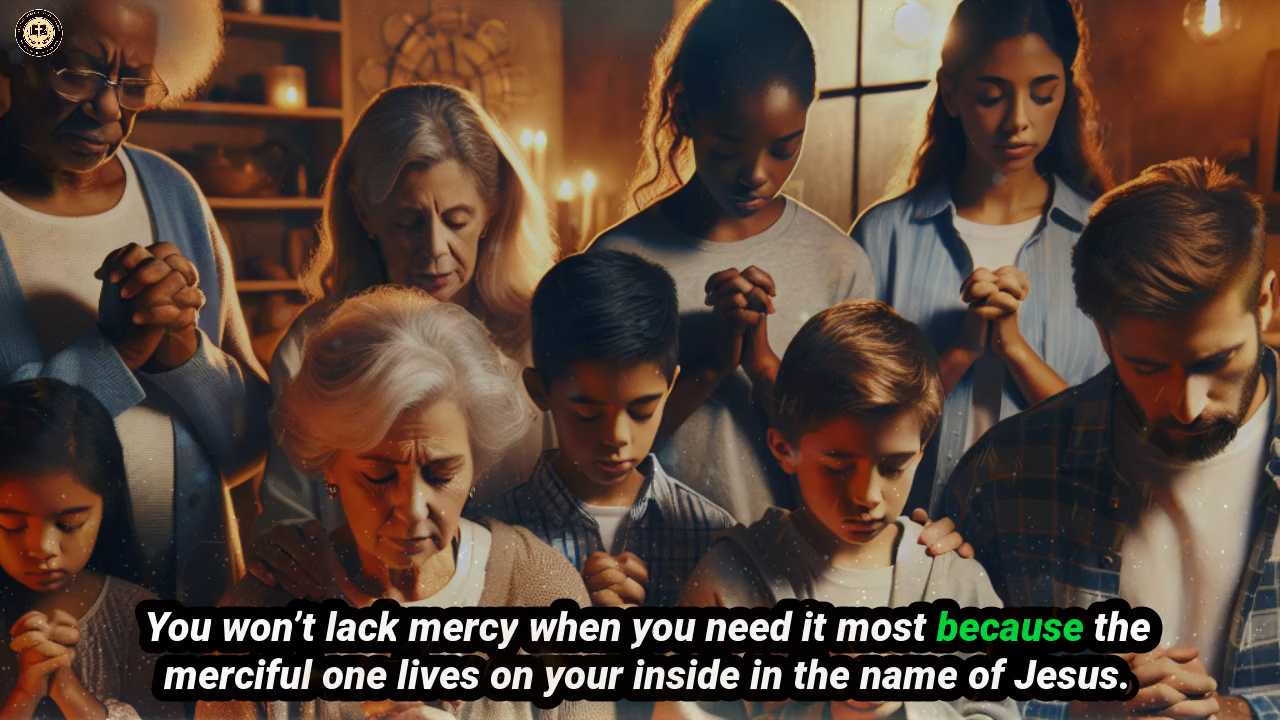 You won’t lack mercy when you need it most because the
merciful one lives on your inside in the name of Jesus.